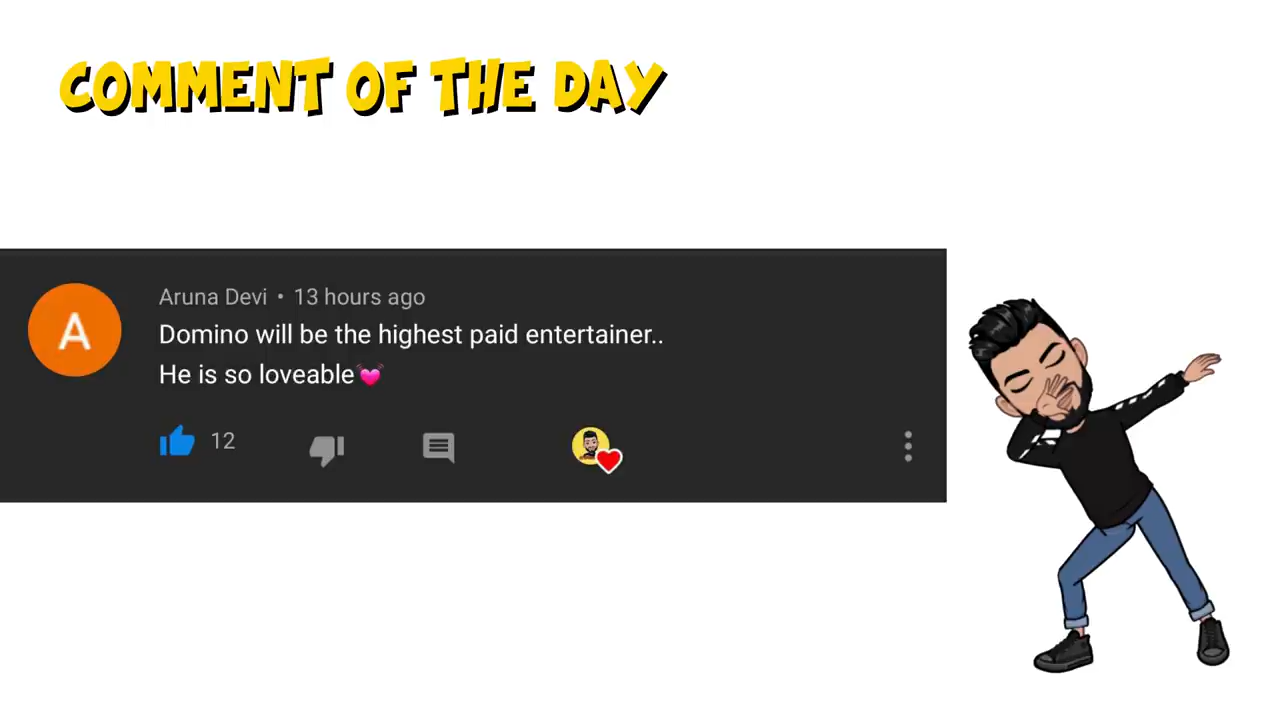 COMMENT OF THE DAY
A
Aruna Devi • 13 hours ago
Domino will be the highest paid entertainer..
He is so loveable💓
12